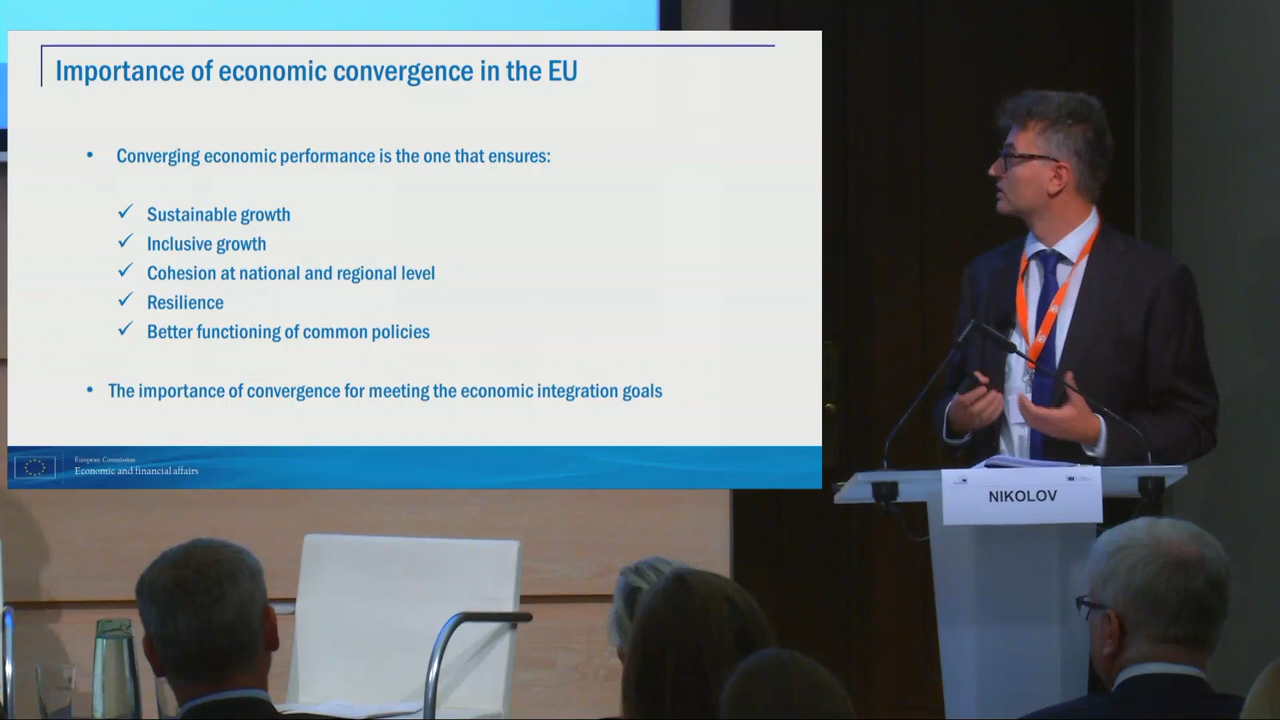 Importance of economic convergence in the EU
• Converging economic performance is the one that ensures:
✓ Sustainable growth
✓ Inclusive growth
✓ Cohesion at national and regional level
✓ Resilience
✓ Better functioning of common policies
• The importance of convergence for meeting the economic integration goals
European Commission
Economic and financial affairs
NIKOLOV